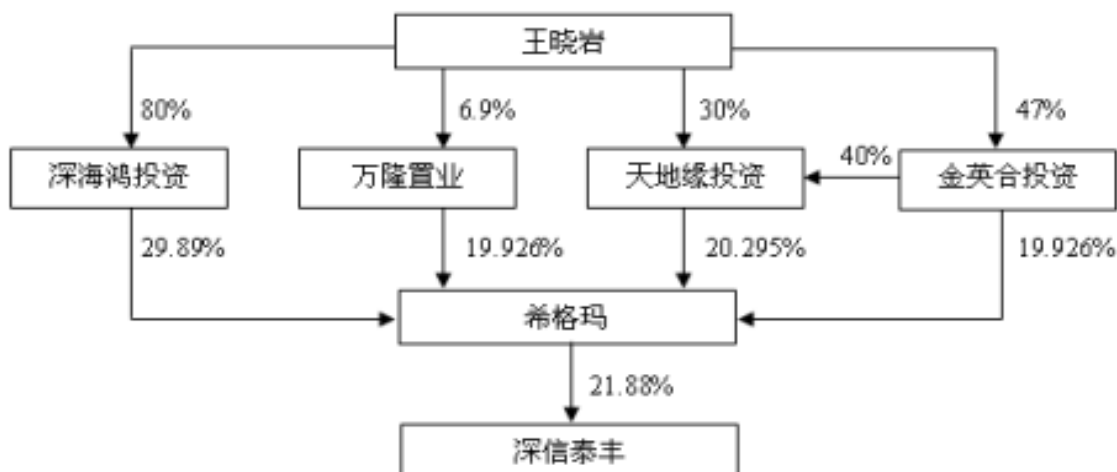 王晓岩
80%
6.9%
30%
47%
深海鸿投资
万隆置业
天地缘投资
40%
金英合投资
29.89%
19.926%
20.295%
19.926%
希格玛
21.88%
深信泰丰